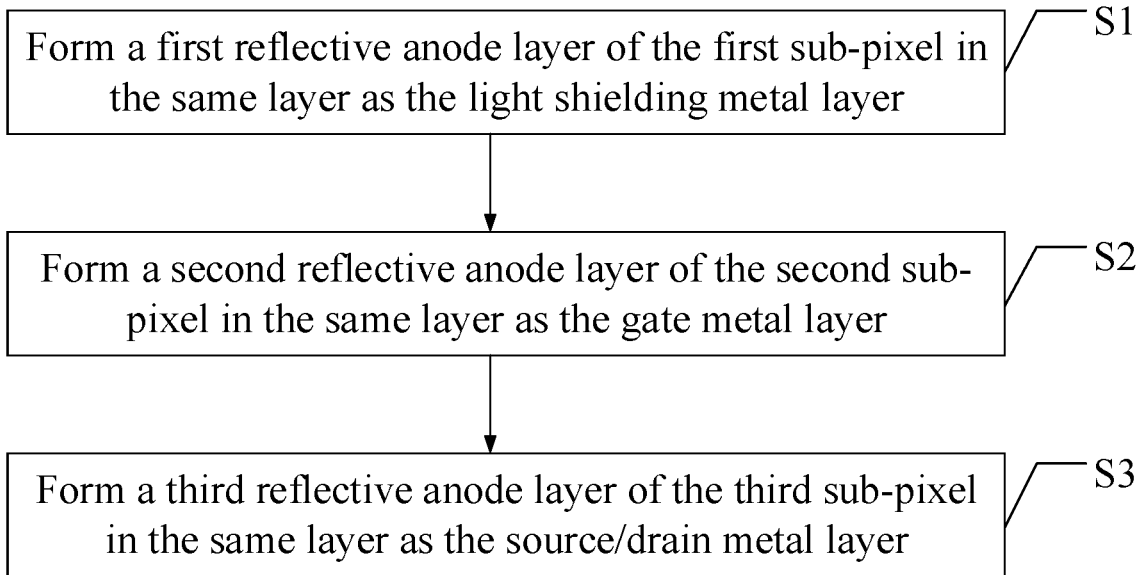 Form a first reflective anode layer of the first sub-pixel in
the same layer as the light shielding metal layer
S1
Form a second reflective anode layer of the second sub-
pixel in the same layer as the gate metal layer
S2
Form a third reflective anode layer of the third sub-pixel
in the same layer as the source/drain metal layer
S3